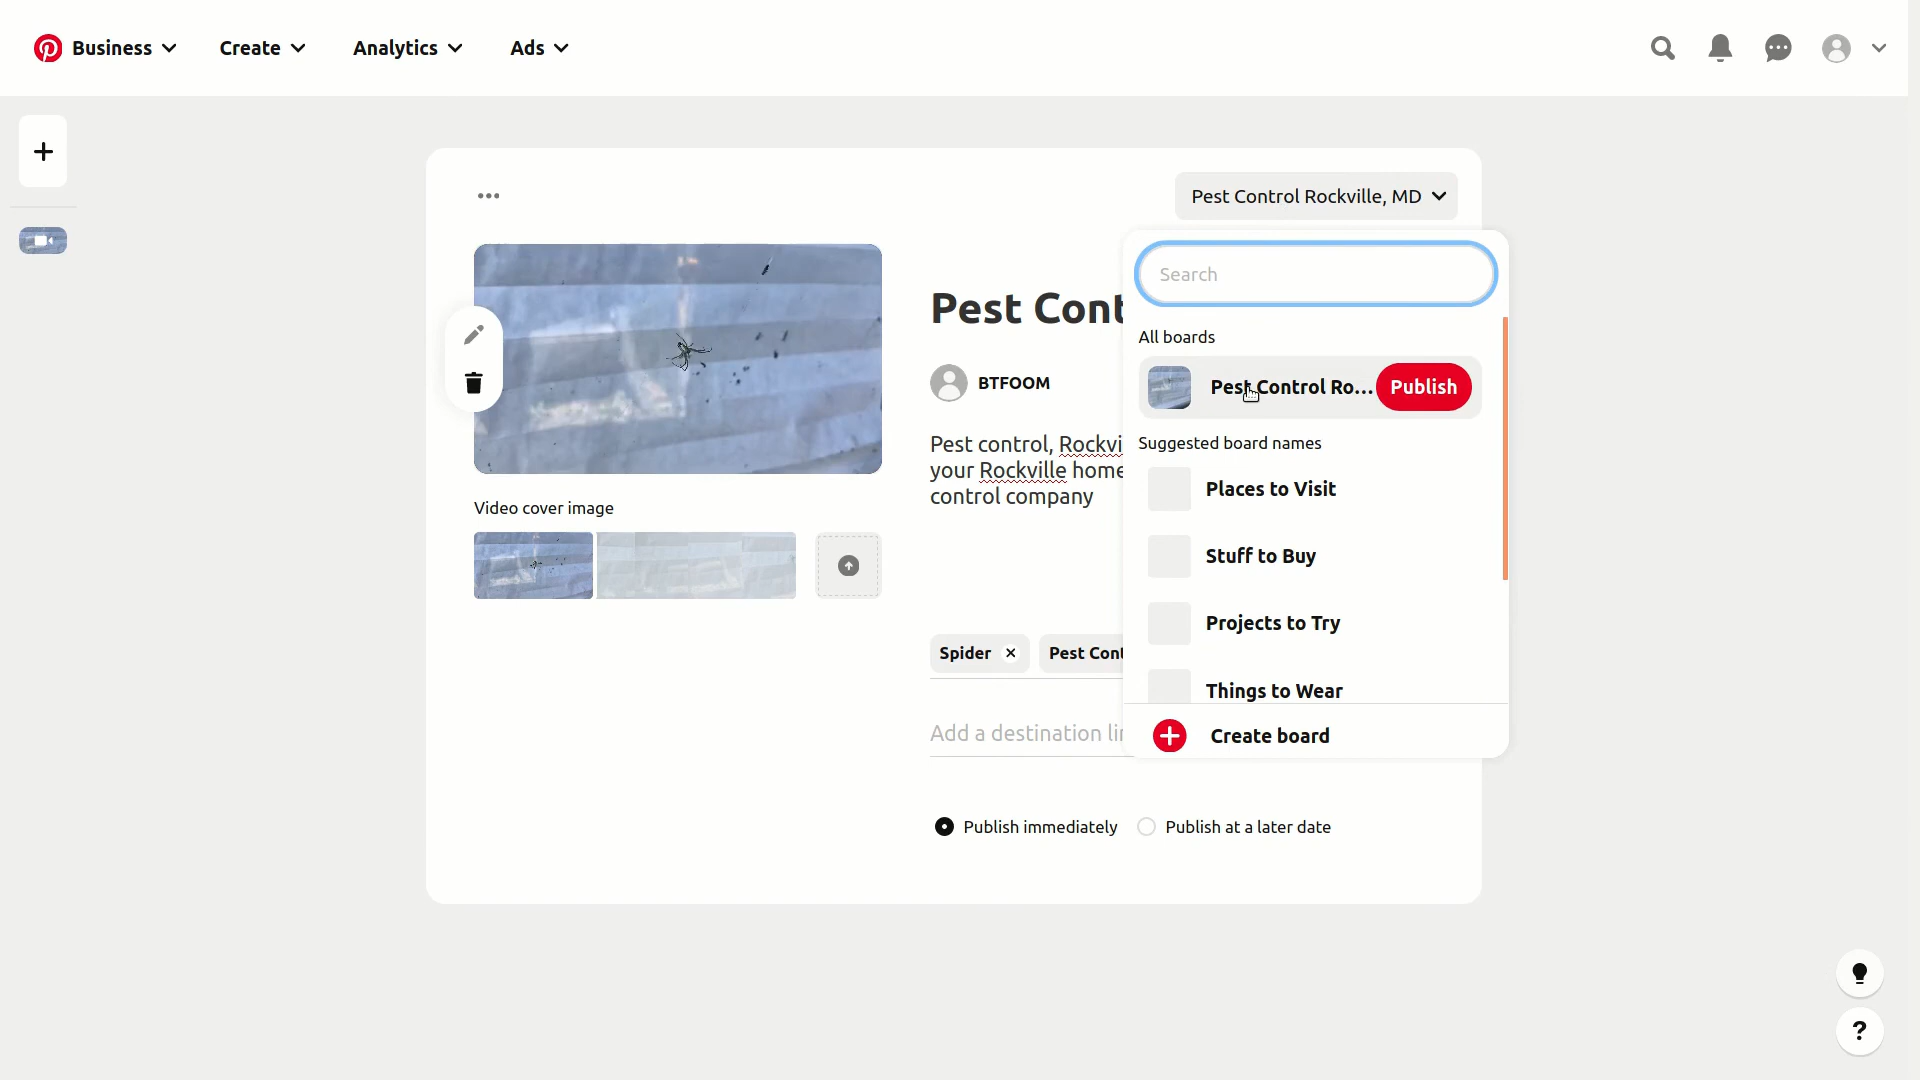 Business
Create
Analytics
Ads
Pest Control Rockville, MD
Search
All boards
Pest Control Ro...
Publish
Suggested board names
Places to Visit
Stuff to Buy
Projects to Try
Things to Wear
Create board
Pest Cont
BTFOOM
Pest control, Rockvi
your Rockville home
control company
Video cover image
Spider
Pest Cont
Add a destination lin
Publish immediately
Publish at a later date
?